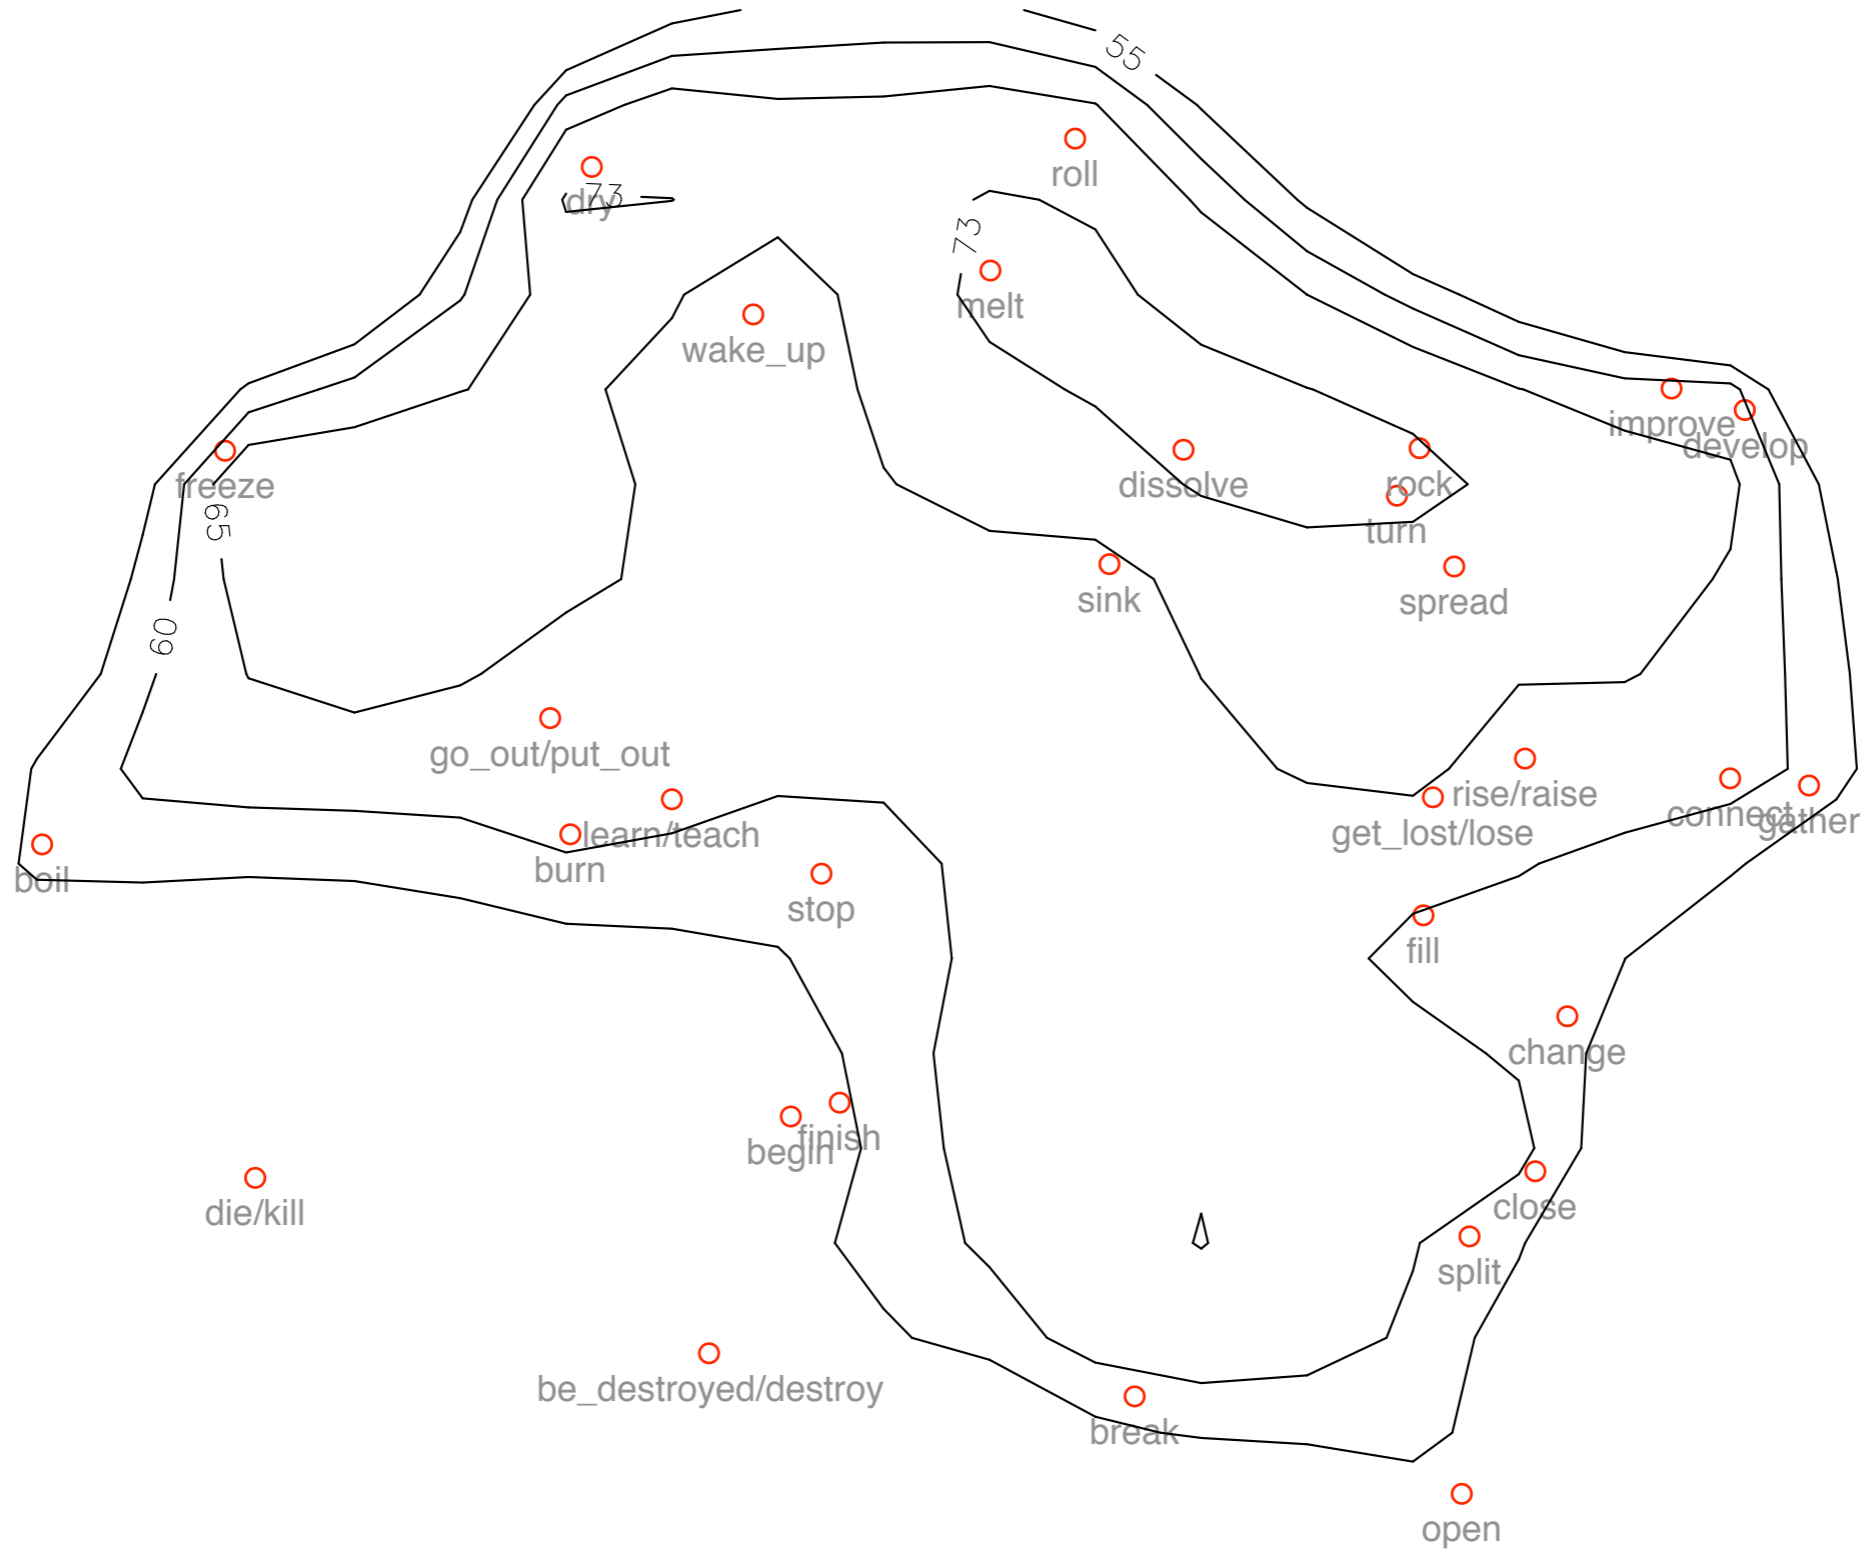 55
roll
dry
73
73
melt
wake_up
improve
develop
freeze
dissolve
rock
65
turn
sink
spread
60
go_out/put_out
rise/raise
connect
gather
learn/teach
get_lost/lose
burn
boil
stop
fill
change
finish
begin
die/kill
close
split
be_destroyed/destroy
break
open